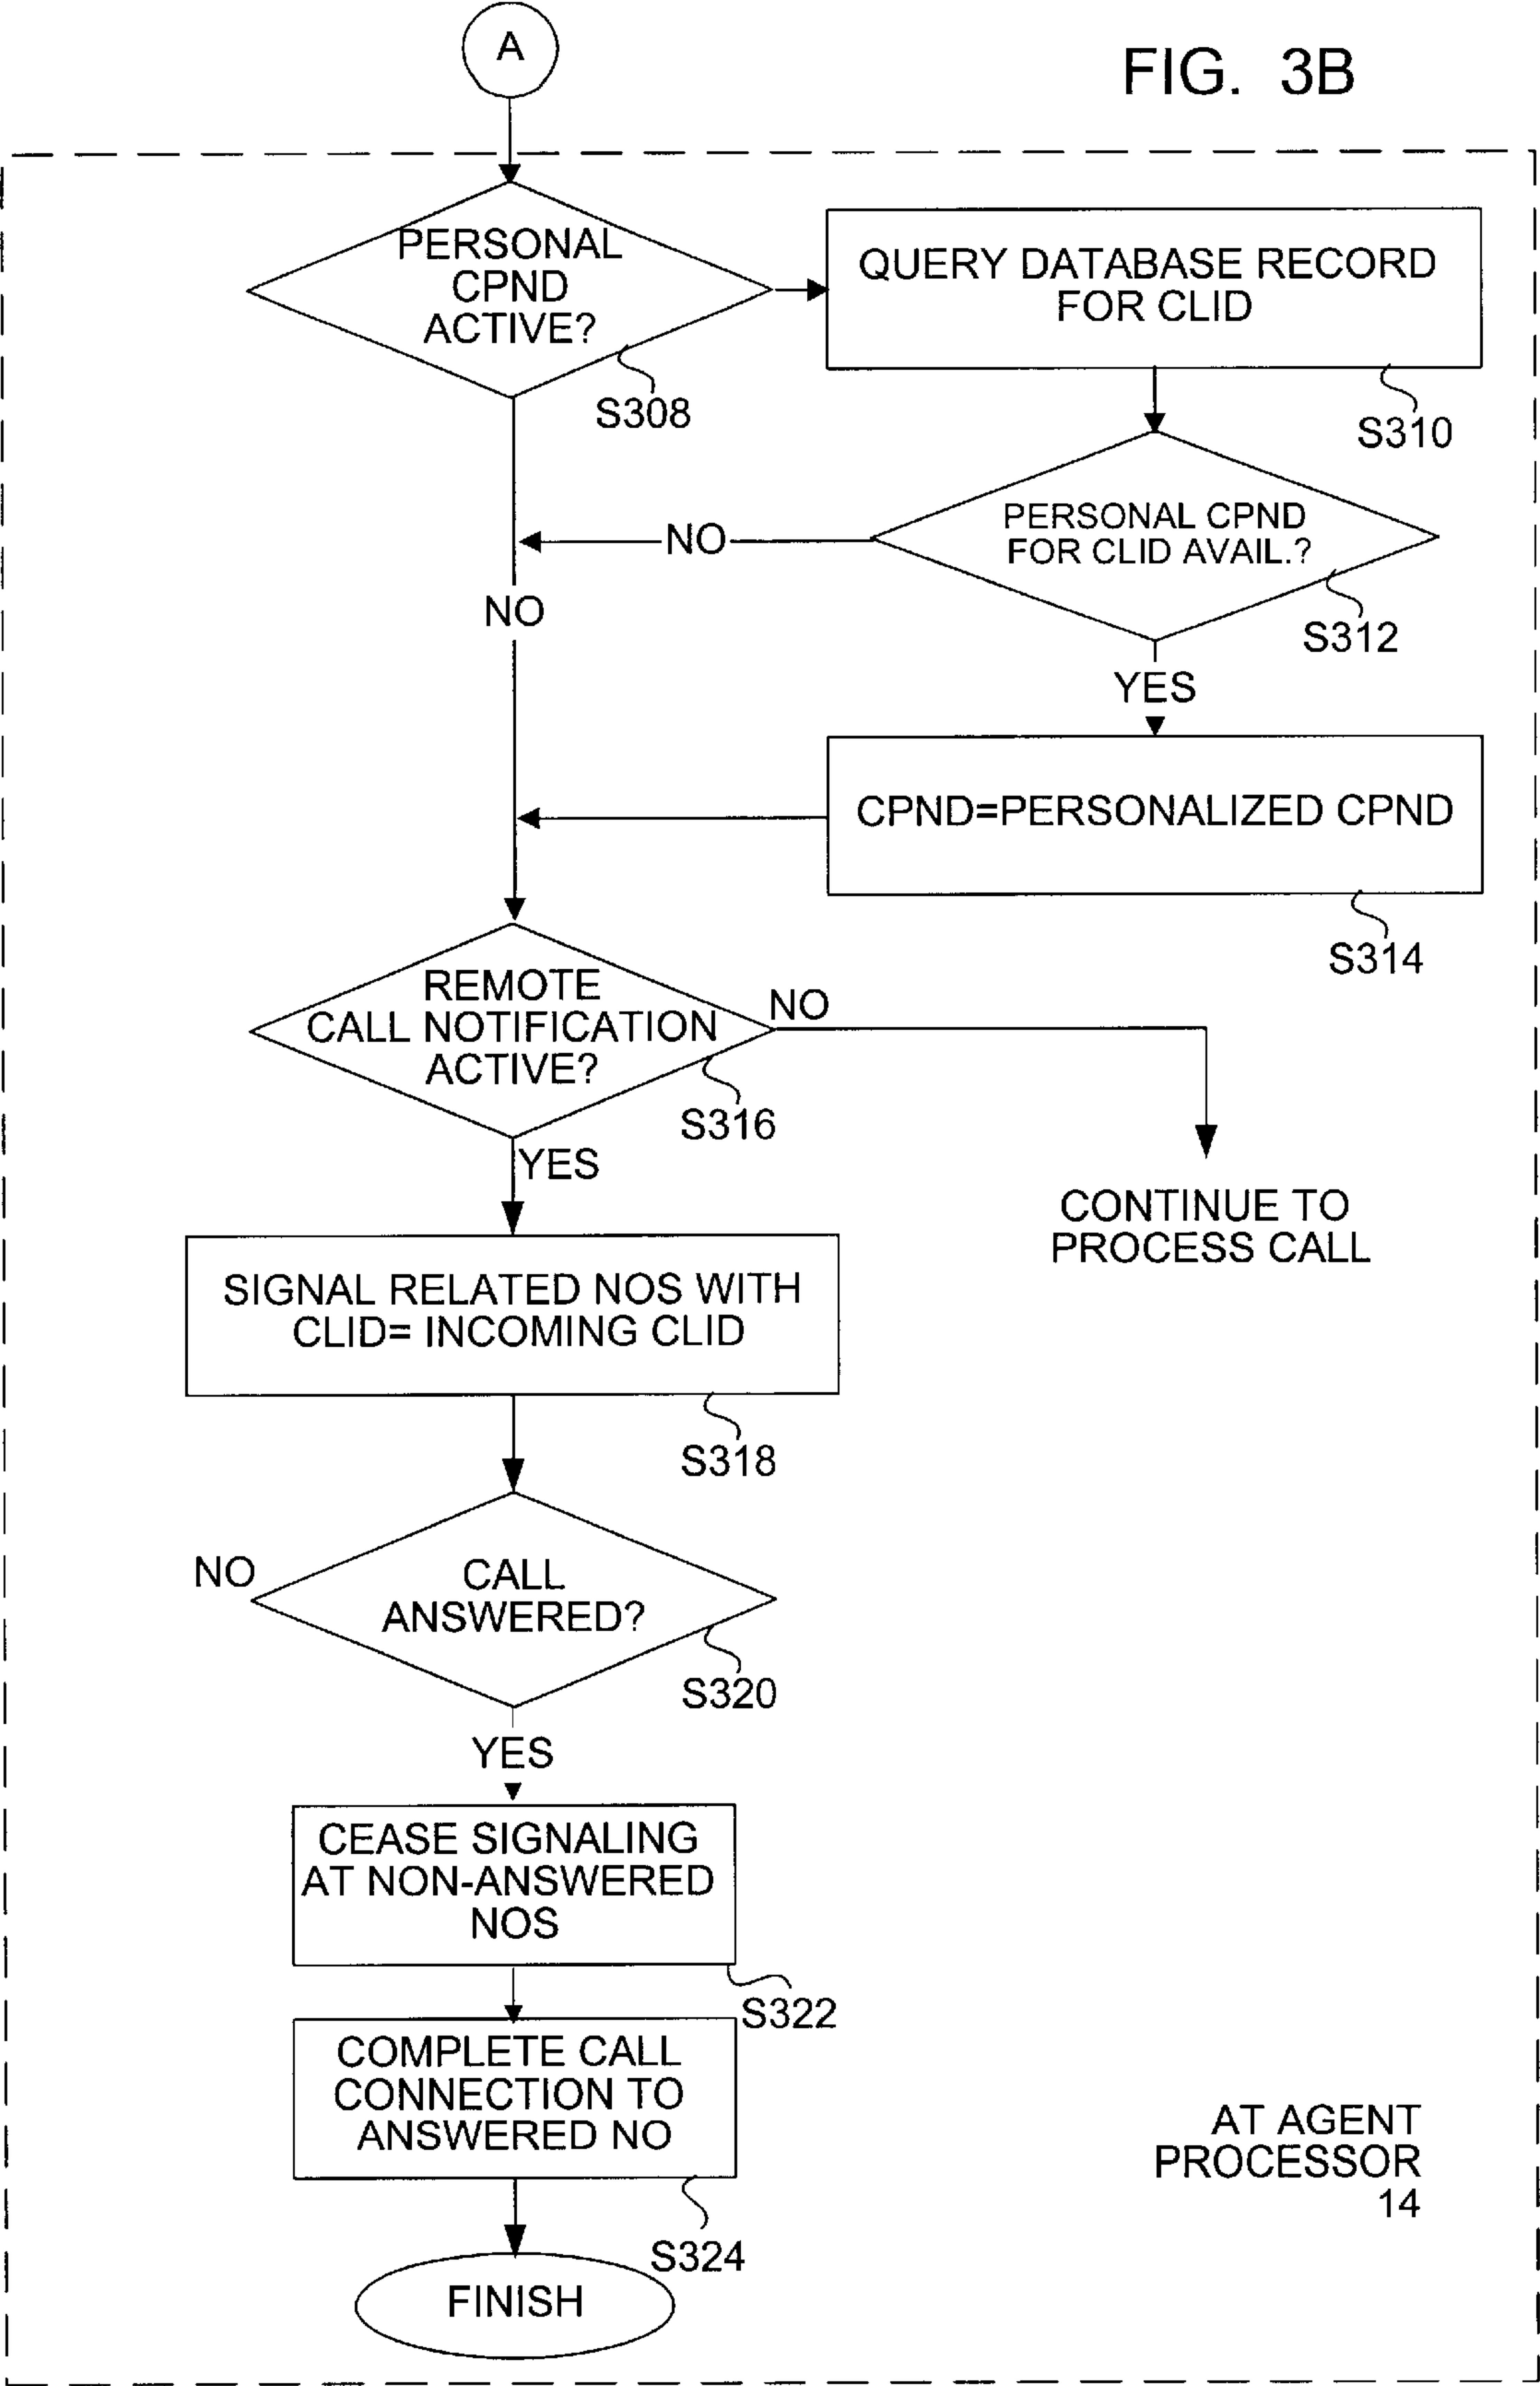 A
FIG. 3B
PERSONAL
CPND
ACTIVE?
S308
QUERY DATABASE RECORD
FOR CLID
S310
PERSONAL CPND
FOR CLID AVAIL.?
S312
NO
NO
YES
CPND=PERSONALIZED CPND
S314
REMOTE
CALL NOTIFICATION
ACTIVE?
S316
NO
YES
CONTINUE TO
PROCESS CALL
SIGNAL RELATED NOS WITH
CLID= INCOMING CLID
S318
NO
CALL
ANSWERED?
S320
YES
CEASE SIGNALING
AT NON-ANSWERED
NOS
S322
COMPLETE CALL
CONNECTION TO
ANSWERED NO
S324
FINISH
AT AGENT
PROCESSOR
14